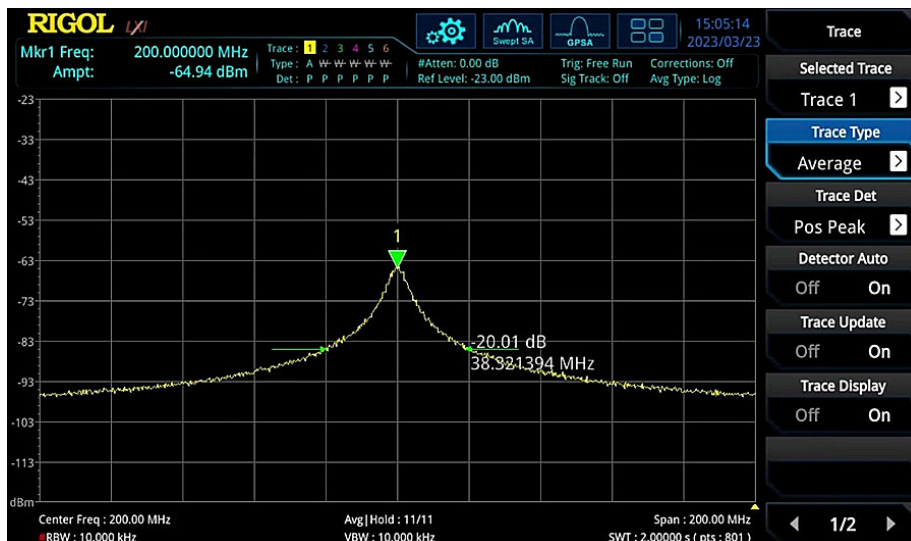 RIGOL LXI
Mkr1 Freq: 200.000000 MHz
Ampt: -64.94 dBm
Trace : 1 2 3 4 5 6
Type : A W W W W W
Det : P P P P P P
Swept SA
GPSA
15:05:14
2023/03/23
#Atten: 0.00 dB
Ref Level: -23.00 dBm
Trig: Free Run
Sig Track: Off
Corrections: Off
Avg Type: Log
-23
-33
-43
-53
-63
-73
-83
-93
-103
-113
dBm
1
-20.01 dB
38.321394 MHz
Center Freq : 200.00 MHz
Avg|Hold : 11/11
Span : 200.00 MHz
#RBW : 10.000 kHz
VBW : 10.000 kHz
SWT : 2.00000 s ( pts : 801 )
Trace
Selected Trace
Trace 1
Trace Type
Average
Trace Det
Pos Peak
Detector Auto
Off On
Trace Update
Off On
Trace Display
Off On
1/2